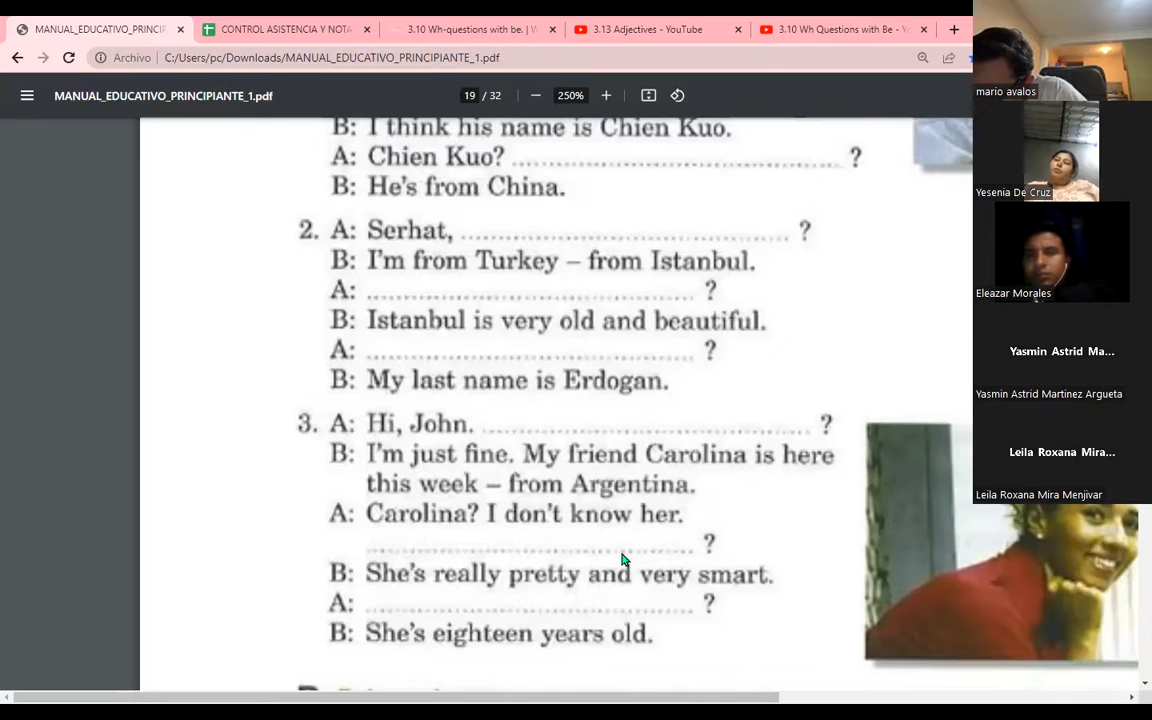 MANUAL_EDUCATIVO_PRINCIP
CONTROL ASISTENCIA Y NOTA
3.10 Wh-questions with be. |
3.13 Adjectives - YouTube
3.10 Wh Questions with Be - Y
Archivo
C:/Users/pc/Downloads/MANUAL_EDUCATIVO_PRINCIPIANTE_1.pdf
MANUAL_EDUCATIVO_PRINCIPIANTE_1.pdf
19 / 32
250%
B: I think his name is Chien Kuo.
A: Chien Kuo? ........................................ ?
B: He's from China.
2. A: Serhat, ........................................ ?
B: I'm from Turkey – from Istanbul.
A: ........................................ ?
B: Istanbul is very old and beautiful.
A: ........................................ ?
B: My last name is Erdogan.
3. A: Hi, John. ........................................ ?
B: I'm just fine. My friend Carolina is here
this week – from Argentina.
A: Carolina? I don't know her.
........................................ ?
B: She's really pretty and very smart.
A: ........................................ ?
B: She's eighteen years old.
mario avalos
Yesenia De Cruz
Eleazar Morales
Yasmin Astrid Ma...
Yasmin Astrid Martinez Argueta
Leila Roxana Mira...
Leila Roxana Mira Menjivar